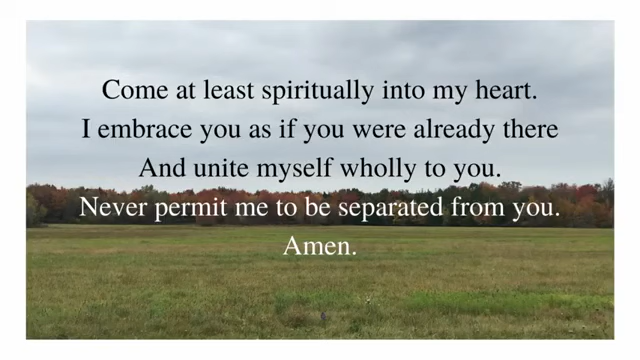 Come at least spiritually into my heart.
I embrace you as if you were already there
And unite myself wholly to you.
Never permit me to be separated from you.
Amen.